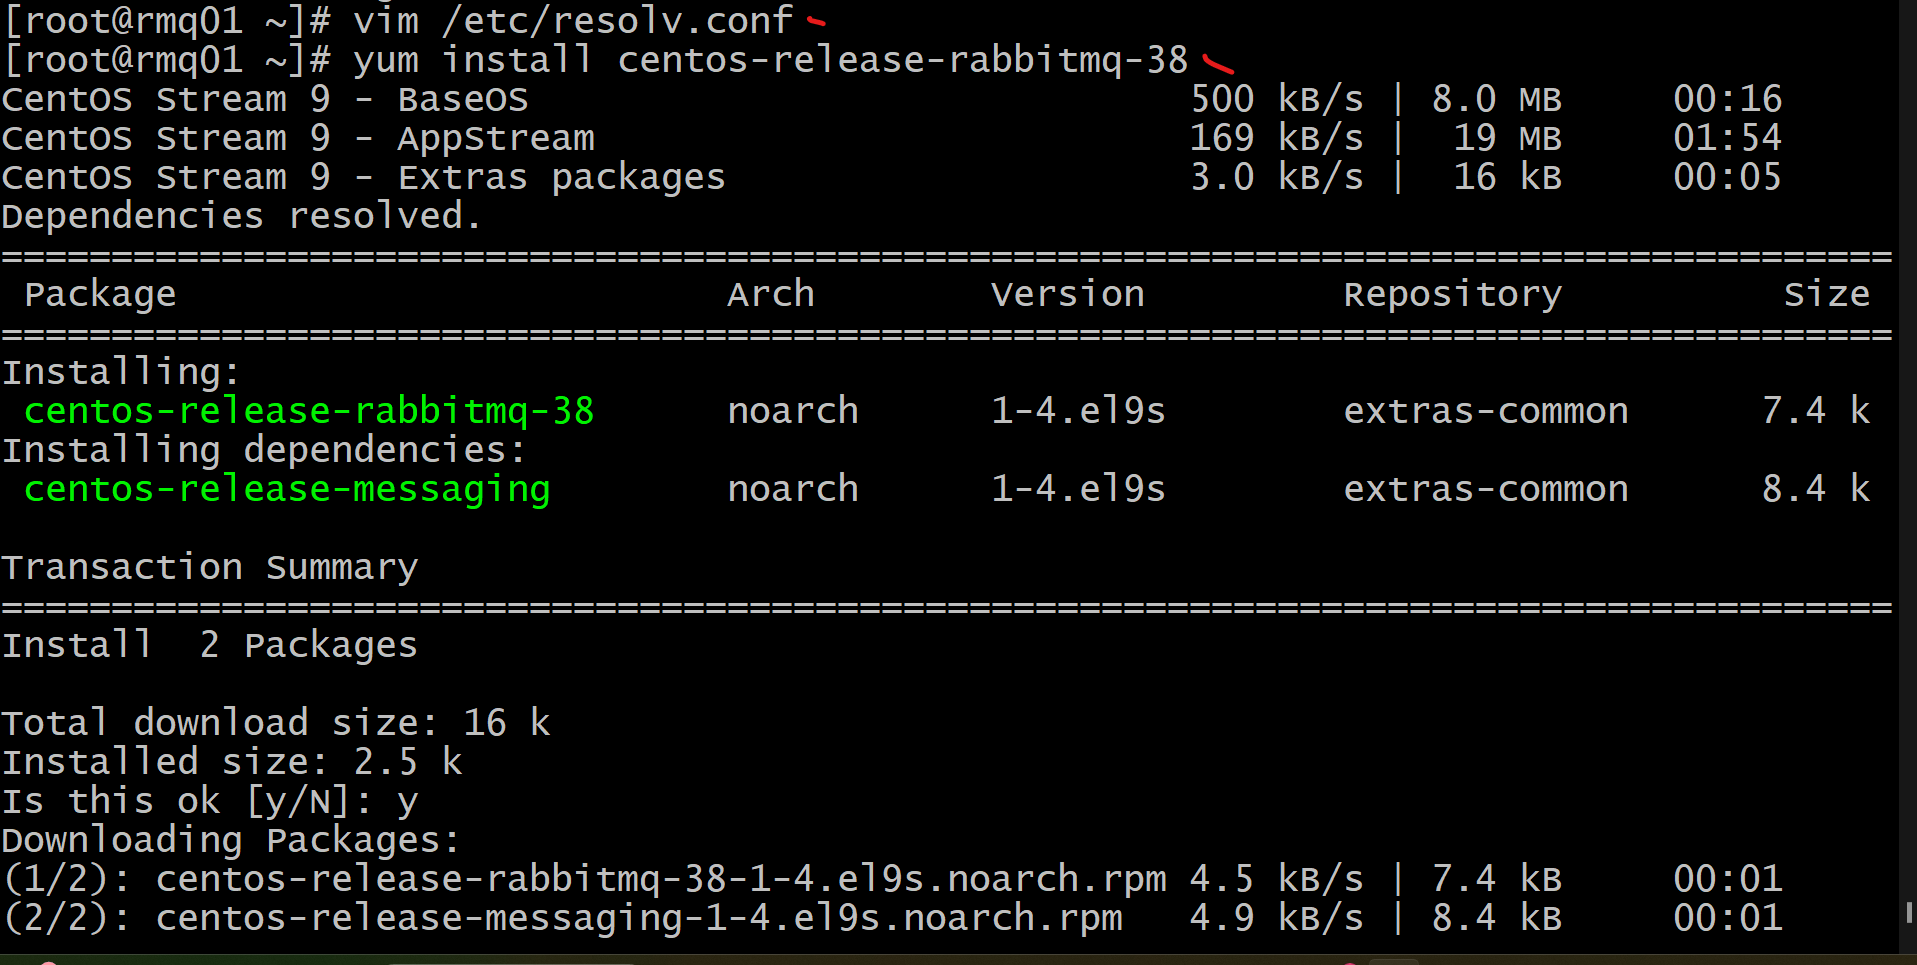 [root@rmq01 ~]# vim /etc/resolv.conf
[root@rmq01 ~]# yum install centos-release-rabbitmq-38
CentOS Stream 9 - BaseOS                              500 kB/s | 8.0 MB     00:16
CentOS Stream 9 - AppStream                           169 kB/s |  19 MB     01:54
CentOS Stream 9 - Extras packages                     3.0 kB/s |  16 kB     00:05
Dependencies resolved.
======================================================================================
 Package                         Arch        Version         Repository          Size
======================================================================================
Installing:
 centos-release-rabbitmq-38      noarch      1-4.el9s        extras-common      7.4 k
Installing dependencies:
 centos-release-messaging        noarch      1-4.el9s        extras-common      8.4 k
Transaction Summary
======================================================================================
Install  2 Packages
Total download size: 16 k
Installed size: 2.5 k
Is this ok [y/N]: y
Downloading Packages:
(1/2): centos-release-rabbitmq-38-1-4.el9s.noarch.rpm 4.5 kB/s | 7.4 kB     00:01
(2/2): centos-release-messaging-1-4.el9s.noarch.rpm   4.9 kB/s | 8.4 kB     00:01